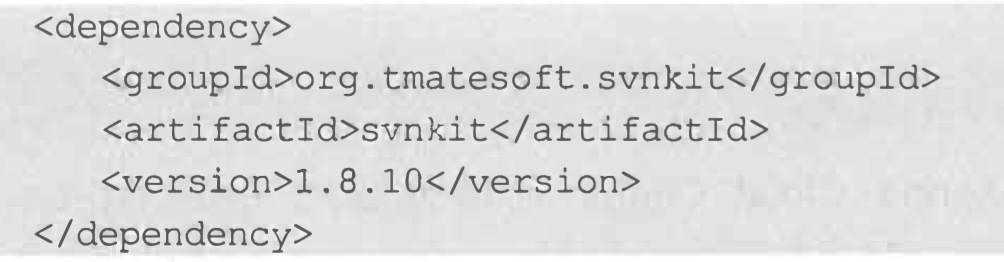 <dependency>
<groupId>org.tmatesoft.svnkit</groupId>
<artifactId>svnkit</artifactId>
<version>1.8.10</version>
</dependency>